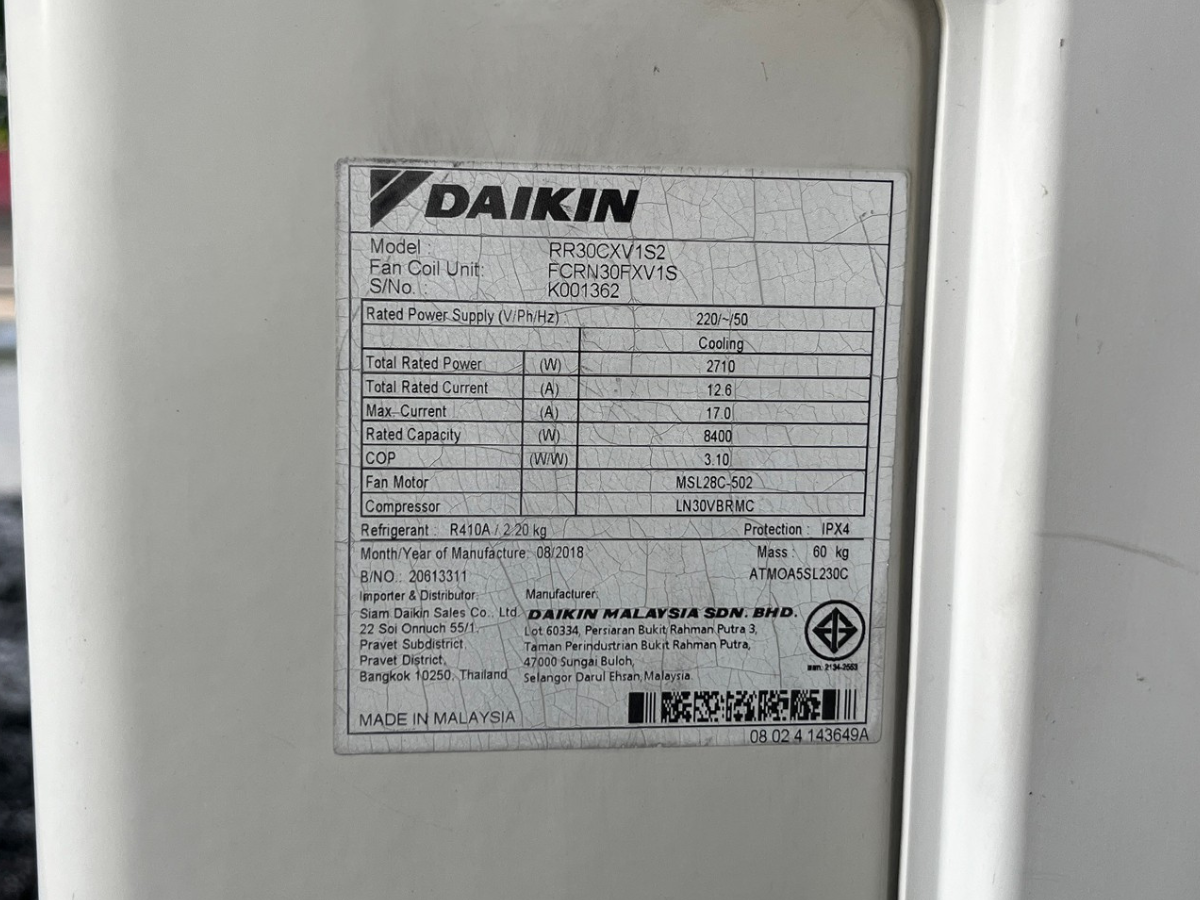 DAIKIN
Model : RR30CXV1S2
Fan Coil Unit: FCRN30FXV1S
S/No. : K001362
Rated Power Supply (V/Ph/Hz) 220/~/50
Cooling
Total Rated Power (W) 2710
Total Rated Current (A) 12.6
Max. Current (A) 17.0
Rated Capacity (W) 8400
COP (W/W) 3.10
Fan Motor MSL28C-502
Compressor LN30VBRMC
Refrigerant : R410A / 2.20 kg Protection : IPX4
Month/Year of Manufacture: 08/2018 Mass : 60 kg
B/NO.: 20613311 ATMOA5SL230C
Importer & Distributor: Manufacturer:
Siam Daikin Sales Co., Ltd. DAIKIN MALAYSIA SDN. BHD.
22 Soi Onnuch 55/1, Lot 60334, Persiaran Bukit Rahman Putra 3,
Pravet Subdistrict, Taman Perindustrian Bukit Rahman Putra,
Pravet District, 47000 Sungai Buloh,
Bangkok 10250, Thailand Selangor Darul Ehsan, Malaysia.
2134-2553
MADE IN MALAYSIA
08 02 4 143649A